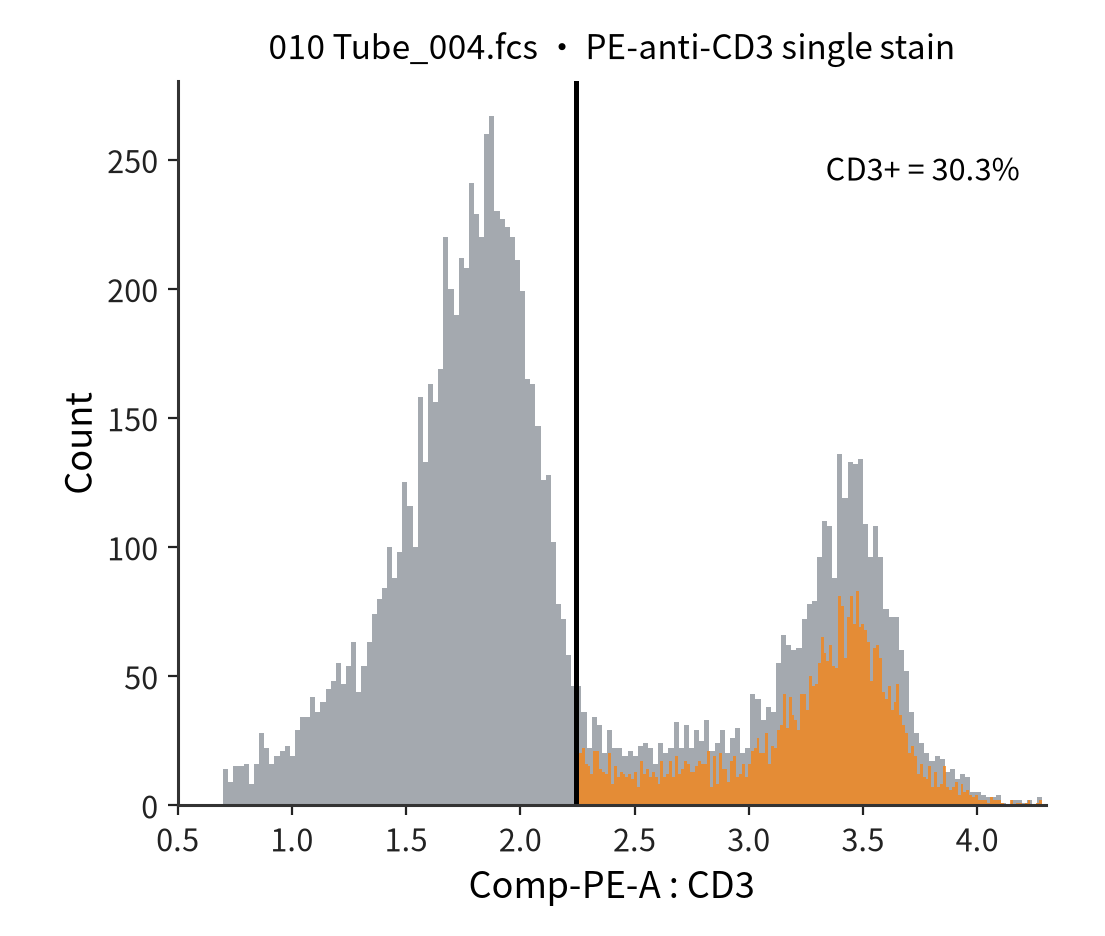 010 Tube_004.fcs • PE-anti-CD3 single stain
CD3+ = 30.3%
Count
250
200
150
100
50
0
0.5 1.0 1.5 2.0 2.5 3.0 3.5 4.0
Comp-PE-A : CD3